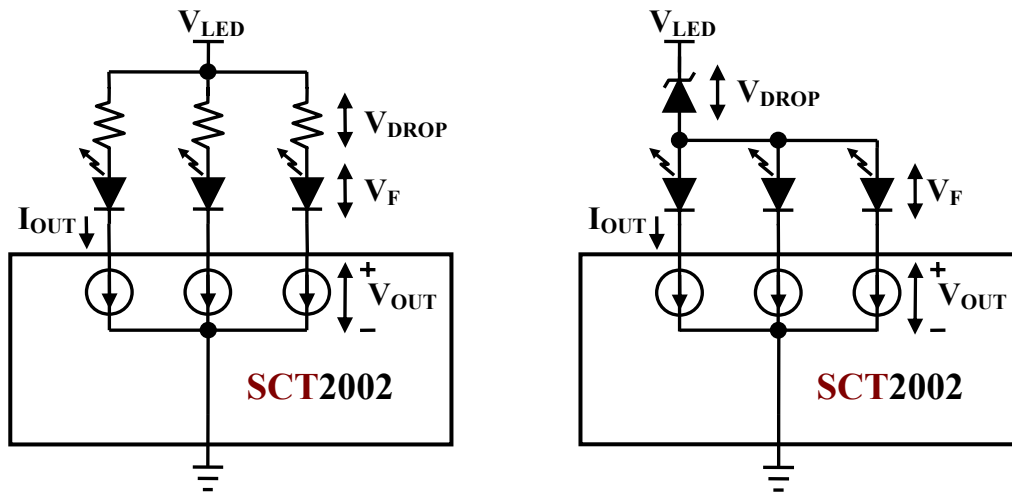 VLED
VDROP
VF
IOUT
+
VOUT
−
SCT2002
VLED
VDROP
VF
IOUT
+
VOUT
−
SCT2002